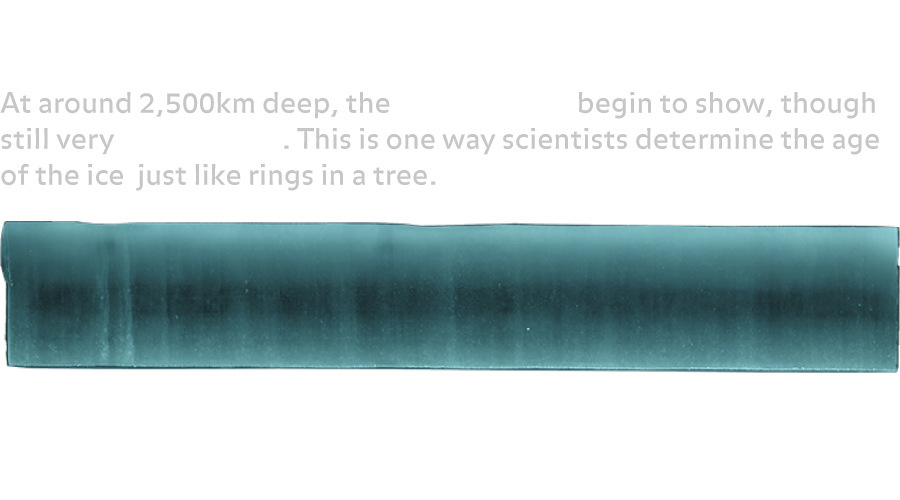 At around 2,500km deep, the begin to show, though
still very . This is one way scientists determine the age
of the ice just like rings in a tree.